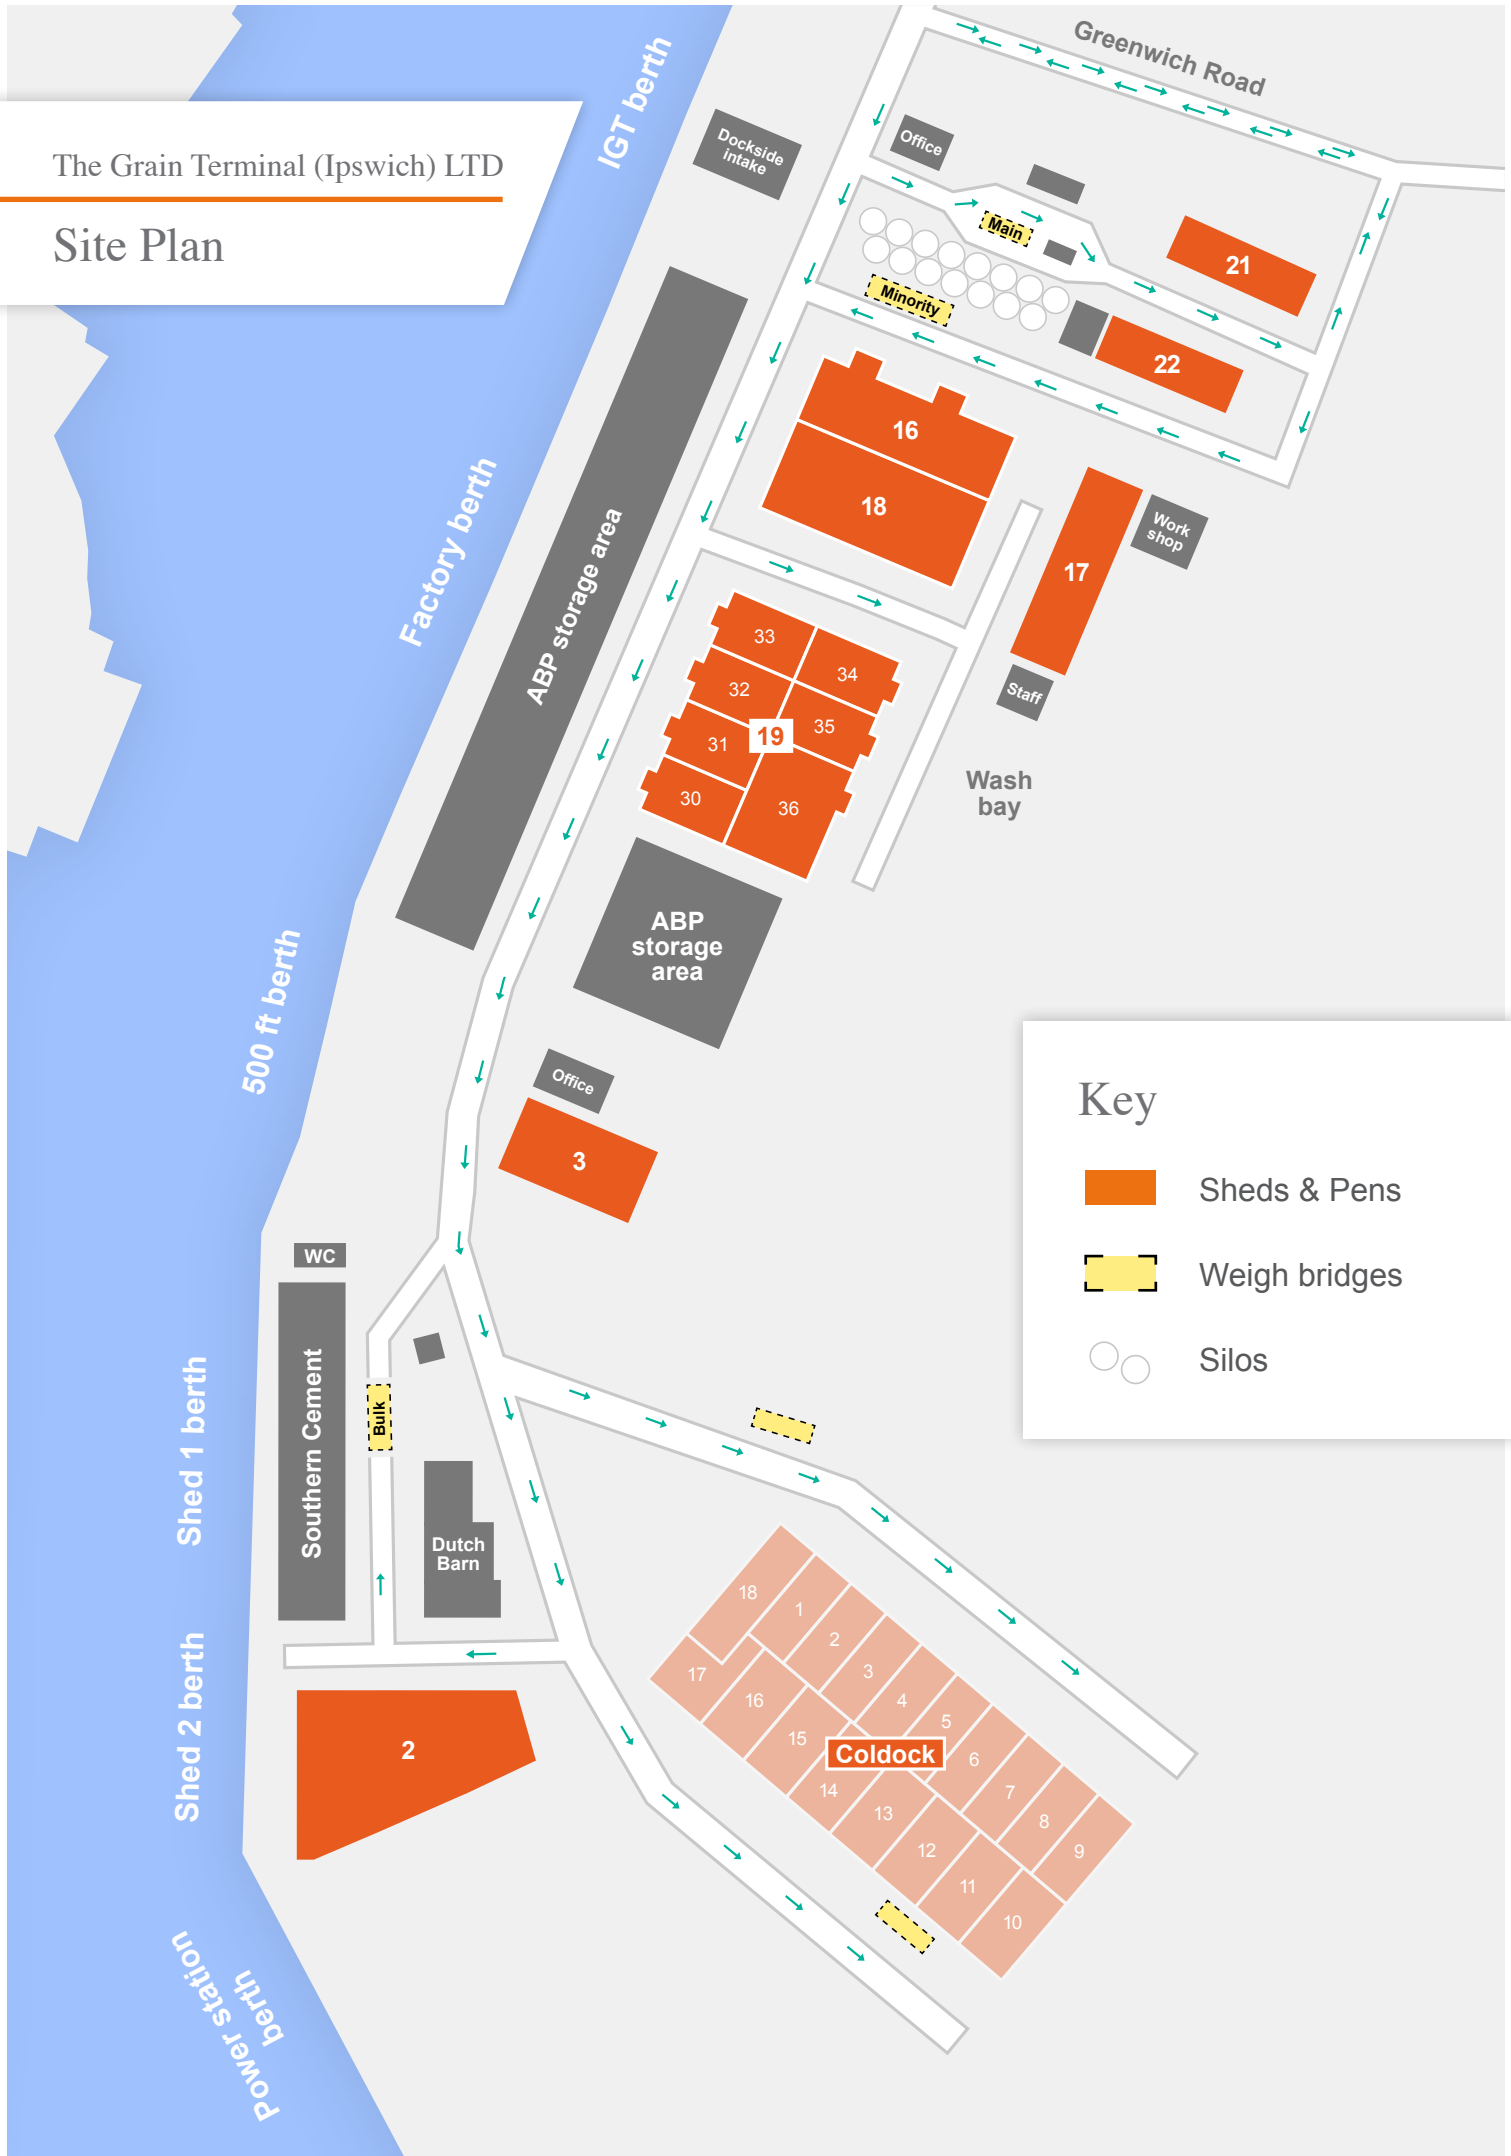 Greenwich Road
IGT berth
Dockside
intake
Office
The Grain Terminal (Ipswich) LTD
Site Plan
Main
21
Minority
22
16
18
Factory berth
ABP storage area
17
Work
shop
Staff
33
34
32
35
19
31
30
36
Wash
bay
ABP
storage
area
500 ft berth
Office
3
Key
Sheds & Pens
Weigh bridges
Silos
WC
Southern Cement
Bulk
Shed 1 berth
Dutch
Barn
Shed 2 berth
2
18
1
2
3
17
16
4
5
15
Coldock
6
14
7
13
8
12
9
11
10
Power station
berth